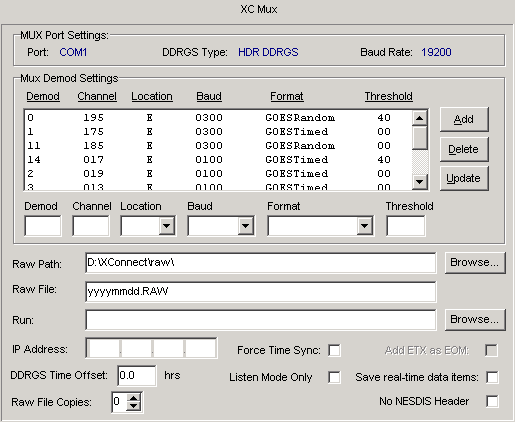 XC Mux
MUX Port Settings:
Port: COM1 DDRGS Type: HDR DDRGS Baud Rate: 19200
Mux Demod Settings
Demod Channel Location Baud Format Threshold
0 195 E 0300 GOESRandom 40
1 175 E 0300 GOESTimed 00
11 185 E 0300 GOESRandom 00
14 017 E 0100 GOESTimed 40
2 019 E 0100 GOESTimed 00
3 013 E 0100 GOESTimed 00
Add
Delete
Update
Demod Channel Location Baud Format Threshold
Raw Path: D:\XConnect\raw\ Browse...
Raw File: yyyymmdd.RAW
Run: Browse...
IP Address: . . . Force Time Sync: Add ETX as EOM:
DDRGS Time Offset: 0.0 hrs Listen Mode Only Save real-time data items:
Raw File Copies: 0 No NESDIS Header